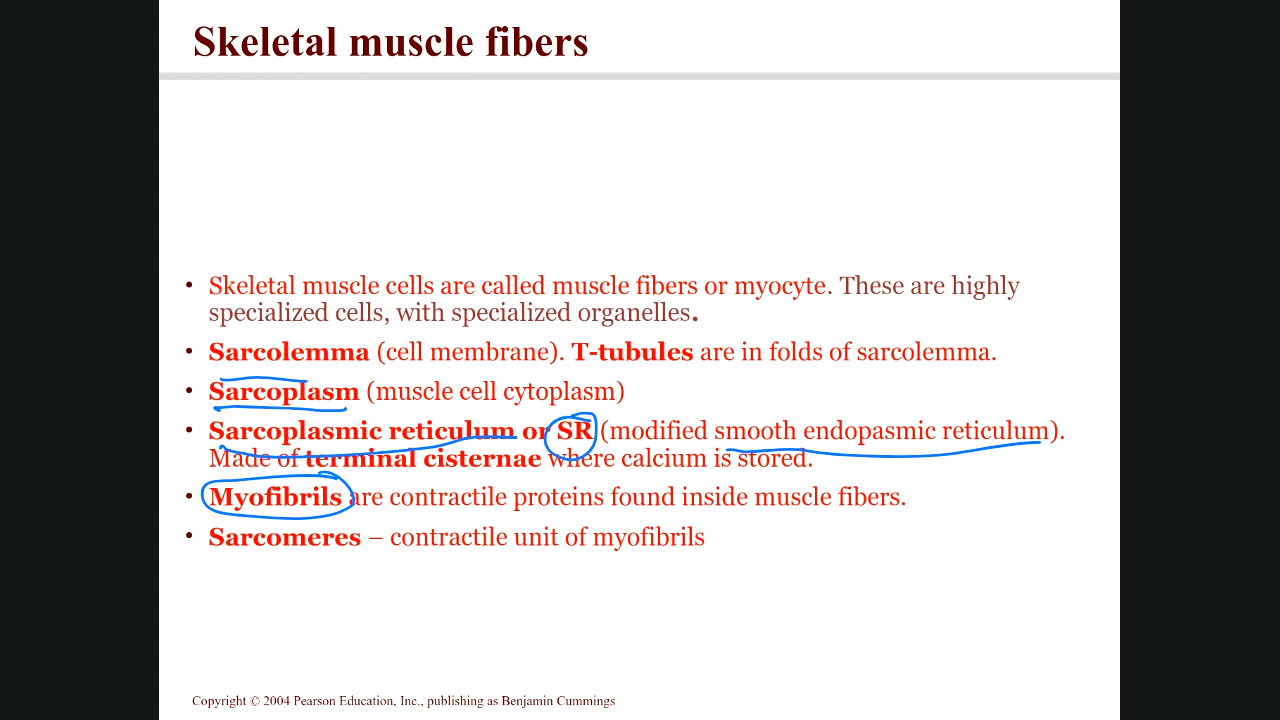 Skeletal muscle fibers
• Skeletal muscle cells are called muscle fibers or myocyte. These are highly
specialized cells, with specialized organelles.
• Sarcolemma (cell membrane). T-tubules are in folds of sarcolemma.
• Sarcoplasm (muscle cell cytoplasm)
• Sarcoplasmic reticulum or SR (modified smooth endopasmic reticulum).
Made of terminal cisternae where calcium is stored.
• Myofibrils are contractile proteins found inside muscle fibers.
• Sarcomeres – contractile unit of myofibrils
Copyright © 2004 Pearson Education, Inc., publishing as Benjamin Cummings